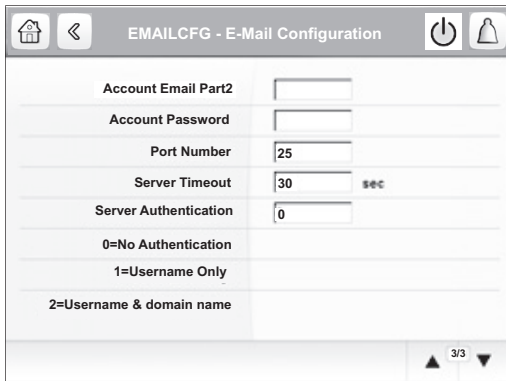 EMAILCFG - E-Mail Configuration
Account Email Part2
Account Password
Port Number 25
Server Timeout 30 sec
Server Authentication 0
0=No Authentication
1=Username Only
2=Username & domain name
3/3